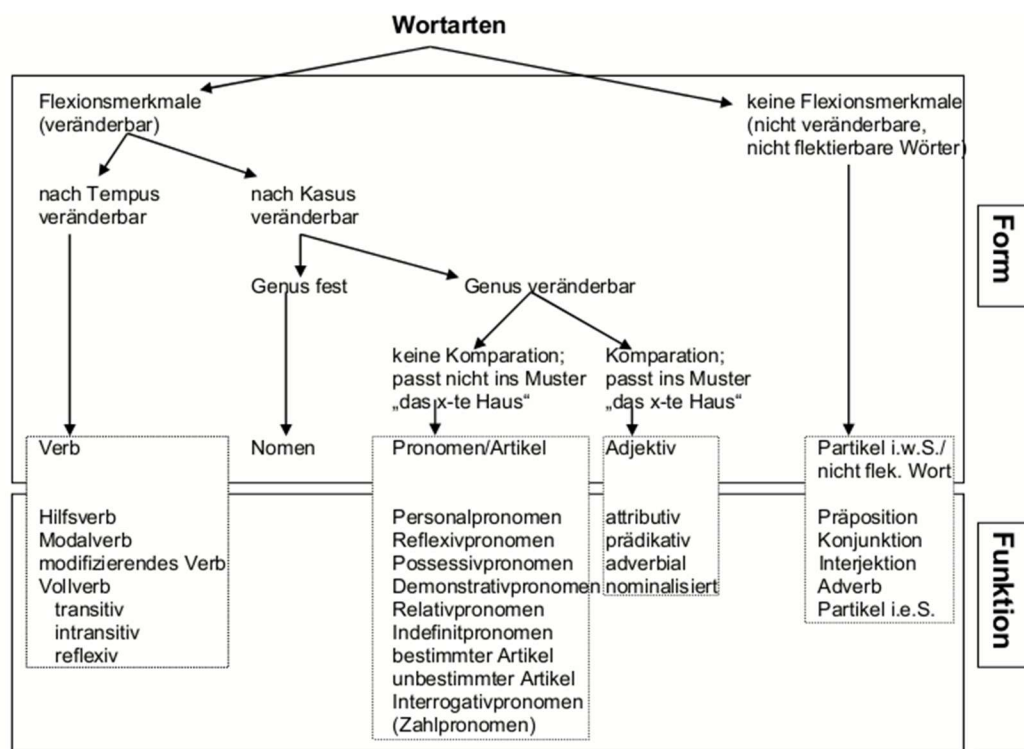 Wortarten
Flexionsmerkmale
(veränderbar)
keine Flexionsmerkmale
(nicht veränderbare,
nicht flektierbare Wörter)
nach Tempus
veränderbar
nach Kasus
veränderbar
Genus fest
Genus veränderbar
keine Komparation;
passt nicht ins Muster
„das x-te Haus“
Komparation;
passt ins Muster
„das x-te Haus“
Form
Verb
Nomen
Pronomen/Artikel
Adjektiv
Partikel i.w.S./
nicht flek. Wort
Hilfsverb
Modalverb
modifizierendes Verb
Vollverb
transitiv
intransitiv
reflexiv
Personalpronomen
Reflexivpronomen
Possessivpronomen
Demonstrativpronomen
Relativpronomen
Indefinitpronomen
bestimmter Artikel
unbestimmter Artikel
Interrogativpronomen
(Zahlpronomen)
attributiv
prädikativ
adverbial
nominalisiert
Präposition
Konjunktion
Interjektion
Adverb
Partikel i.e.S.
Funktion